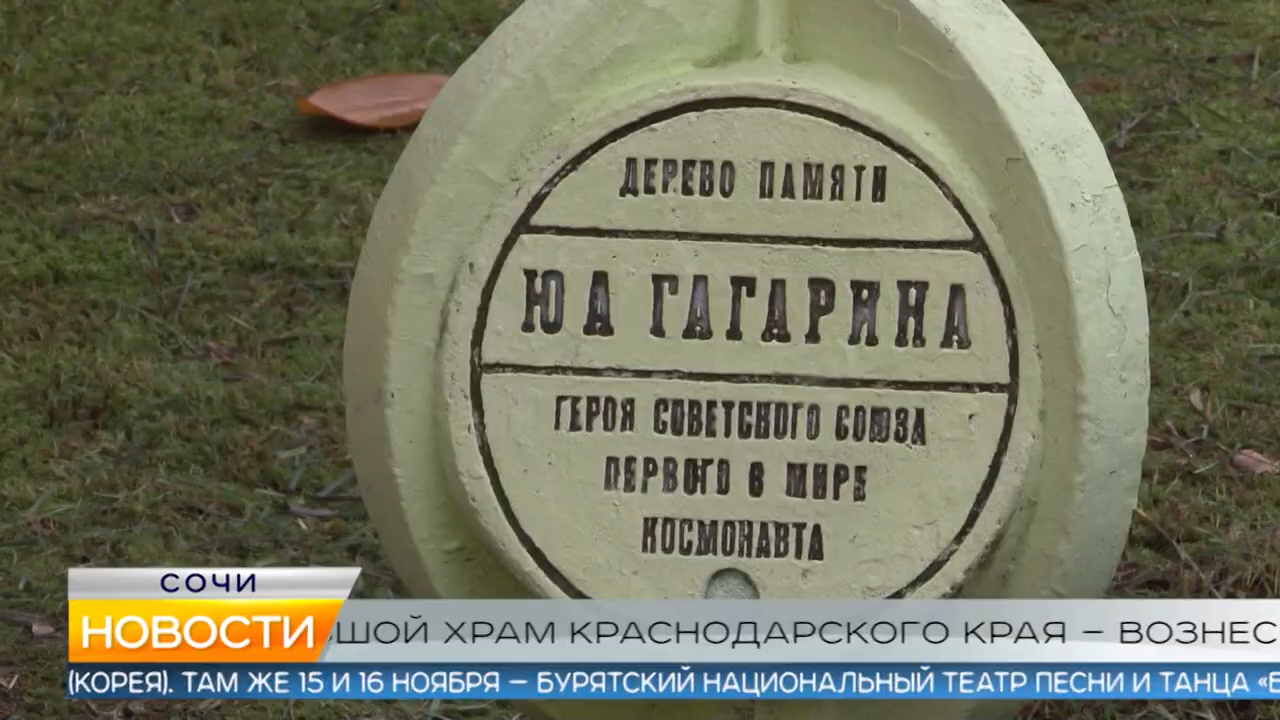 ДЕРЕВО ПАМЯТИ
ЮА ГАГАРИНА
ГЕРОЯ СОВЕТСКОГО СОЮЗА
ПЕРВОГО В МИРЕ
КОСМОНАВТА
СОЧИ
НОВОСТИ
ШОЙ ХРАМ КРАСНОДАРСКОГО КРАЯ – ВОЗНЕС
(КОРЕЯ). ТАМ ЖЕ 15 И 16 НОЯБРЯ – БУРЯТСКИЙ НАЦИОНАЛЬНЫЙ ТЕАТР ПЕСНИ И ТАНЦА «Б